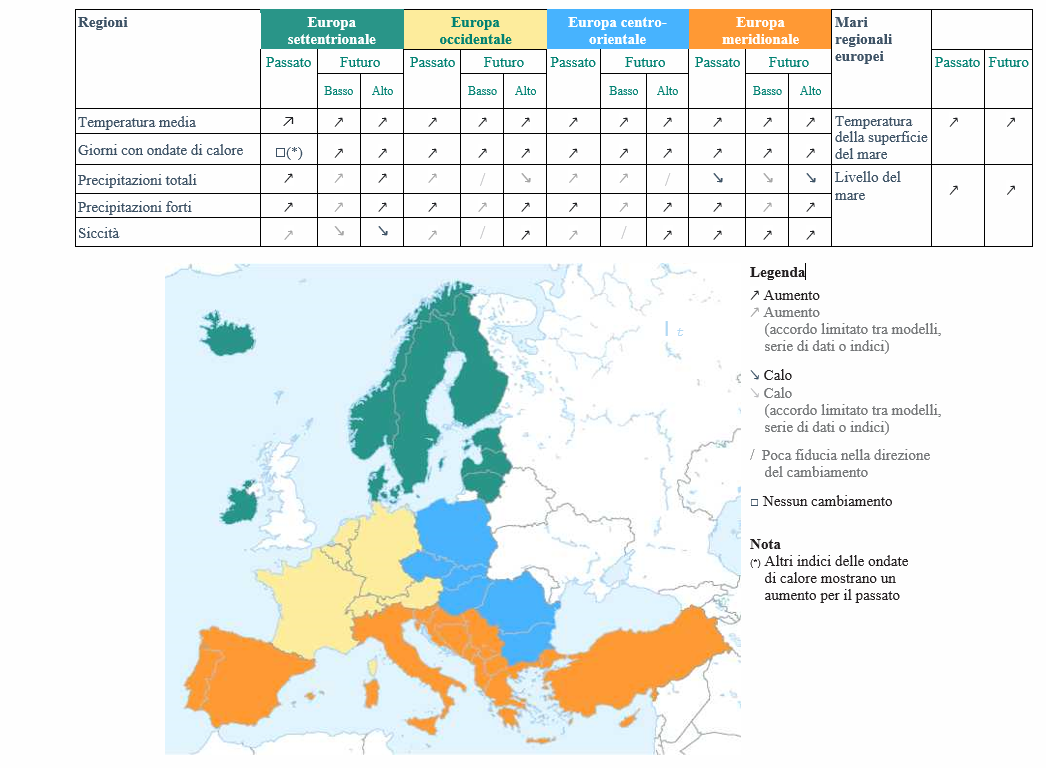 Regioni
Europa settentrionale
Europa occidentale
Europa centro-orientale
Europa meridionale
Mari regionali europei
Passato Futuro Passato Futuro Passato Futuro Passato Futuro Passato Futuro
Basso Alto Basso Alto Basso Alto Basso Alto
Temperatura media ↗ ↗ ↗ ↗ ↗ ↗ ↗ ↗ ↗ ↗ ↗ ↗
Temperatura della superficie del mare ↗ ↗
Giorni con ondate di calore □(*) ↗ ↗ ↗ ↗ ↗ ↗ ↗ ↗ ↗ ↗ ↗
Precipitazioni totali ↗ ↗ ↗ ↗ / ↘ ↗ ↗ / ↘ ↘ ↘
Livello del mare ↗ ↗
Precipitazioni forti ↗ ↗ ↗ ↗ ↗ ↗ ↗ ↗ ↗ ↗ ↗ ↗
Siccità ↗ ↘ ↘ ↗ / ↗ ↗ / ↗ ↗ ↗ ↗
Legenda
↗ Aumento
↗ Aumento
(accordo limitato tra modelli,
serie di dati o indici)
↘ Calo
↘ Calo
(accordo limitato tra modelli,
serie di dati o indici)
/ Poca fiducia nella direzione
del cambiamento
□ Nessun cambiamento
Nota
(*) Altri indici delle ondate
di calore mostrano un
aumento per il passato